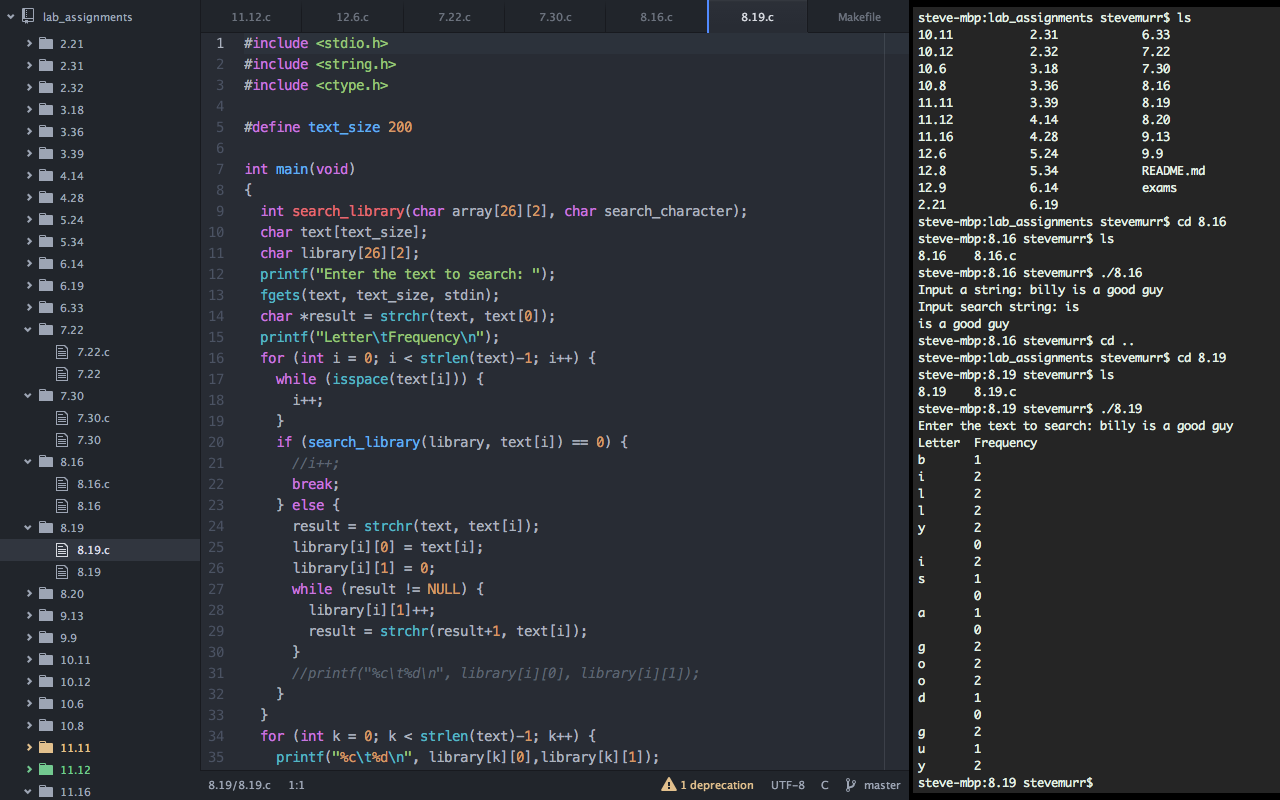 lab_assignments
2.21
2.31
2.32
3.18
3.36
3.39
4.14
4.28
5.24
5.34
6.14
6.19
6.33
7.22
7.22.c
7.22
7.30
7.30.c
7.30
8.16
8.16.c
8.16
8.19
8.19.c
8.19
8.20
9.13
9.9
10.11
10.12
10.6
10.8
11.11
11.12
11.16
11.12.c 12.6.c 7.22.c 7.30.c 8.16.c 8.19.c Makefile
1 #include <stdio.h>
2 #include <string.h>
3 #include <ctype.h>
4
5 #define text_size 200
6
7 int main(void)
8 {
9   int search_library(char array[26][2], char search_character);
10   char text[text_size];
11   char library[26][2];
12   printf("Enter the text to search: ");
13   fgets(text, text_size, stdin);
14   char *result = strchr(text, text[0]);
15   printf("Letter\tFrequency\n");
16   for (int i = 0; i < strlen(text)-1; i++) {
17     while (isspace(text[i])) {
18       i++;
19     }
20     if (search_library(library, text[i]) == 0) {
21       //i++;
22       break;
23     } else {
24       result = strchr(text, text[i]);
25       library[i][0] = text[i];
26       library[i][1] = 0;
27       while (result != NULL) {
28         library[i][1]++;
29         result = strchr(result+1, text[i]);
30       }
31       //printf("%c\t%d\n", library[i][0], library[i][1]);
32     }
33   }
34   for (int k = 0; k < strlen(text)-1; k++) {
35     printf("%c\t%d\n", library[k][0],library[k][1]);
8.19/8.19.c 1:1 1 deprecation UTF-8 C master
steve-mbp:lab_assignments stevemurr$ ls
10.11 2.31 6.33
10.12 2.32 7.22
10.6 3.18 7.30
10.8 3.36 8.16
11.11 3.39 8.19
11.12 4.14 8.20
11.16 4.28 9.13
12.6 5.24 9.9
12.8 5.34 README.md
12.9 6.14 exams
2.21 6.19
steve-mbp:lab_assignments stevemurr$ cd 8.16
steve-mbp:8.16 stevemurr$ ls
8.16 8.16.c
steve-mbp:8.16 stevemurr$ ./8.16
Input a string: billy is a good guy
Input search string: is
is a good guy
steve-mbp:8.16 stevemurr$ cd ..
steve-mbp:lab_assignments stevemurr$ cd 8.19
steve-mbp:8.19 stevemurr$ ls
8.19 8.19.c
steve-mbp:8.19 stevemurr$ ./8.19
Enter the text to search: billy is a good guy
Letter Frequency
b 1
i 2
l 2
l 2
y 2
0
i 2
s 1
0
a 1
0
g 2
o 2
o 2
d 1
0
g 2
u 1
y 2
steve-mbp:8.19 stevemurr$